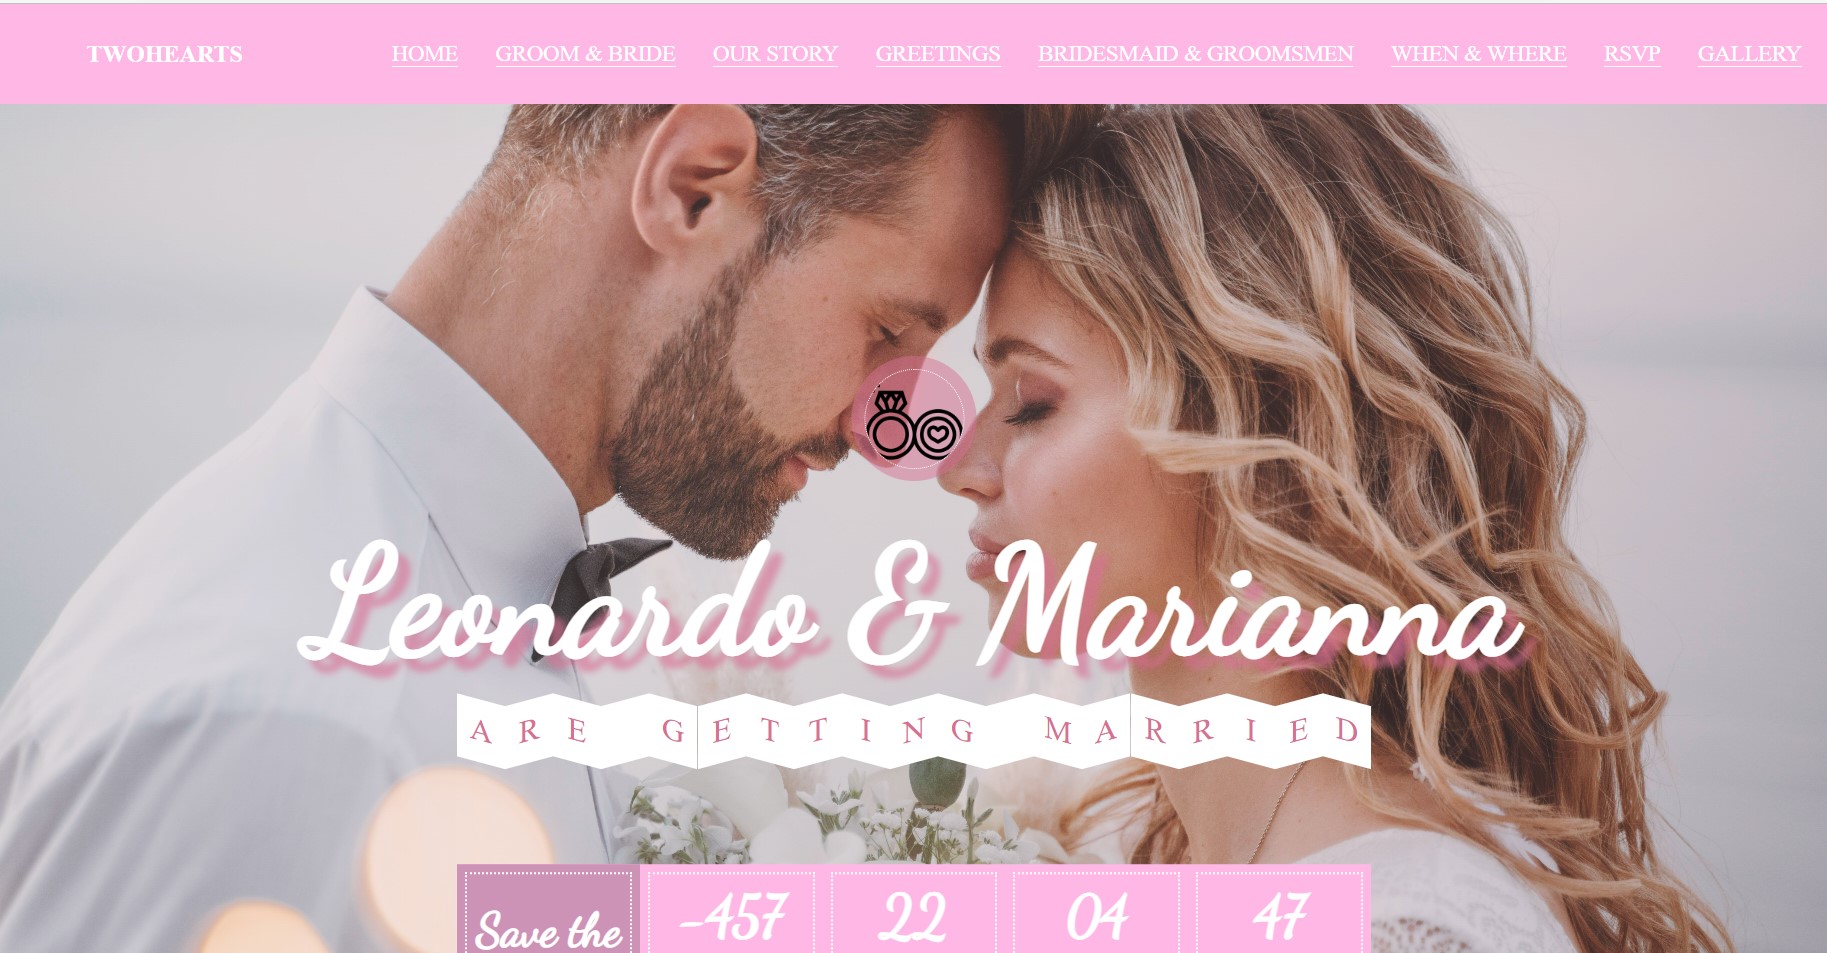 TWOHEARTS HOME GROOM & BRIDE OUR STORY GREETINGS BRIDESMAID & GROOMSMEN WHEN & WHERE RSVP GALLERY
Leonardo & Marianna
ARE GETTING MARRIED
Save the -457 22 04 47